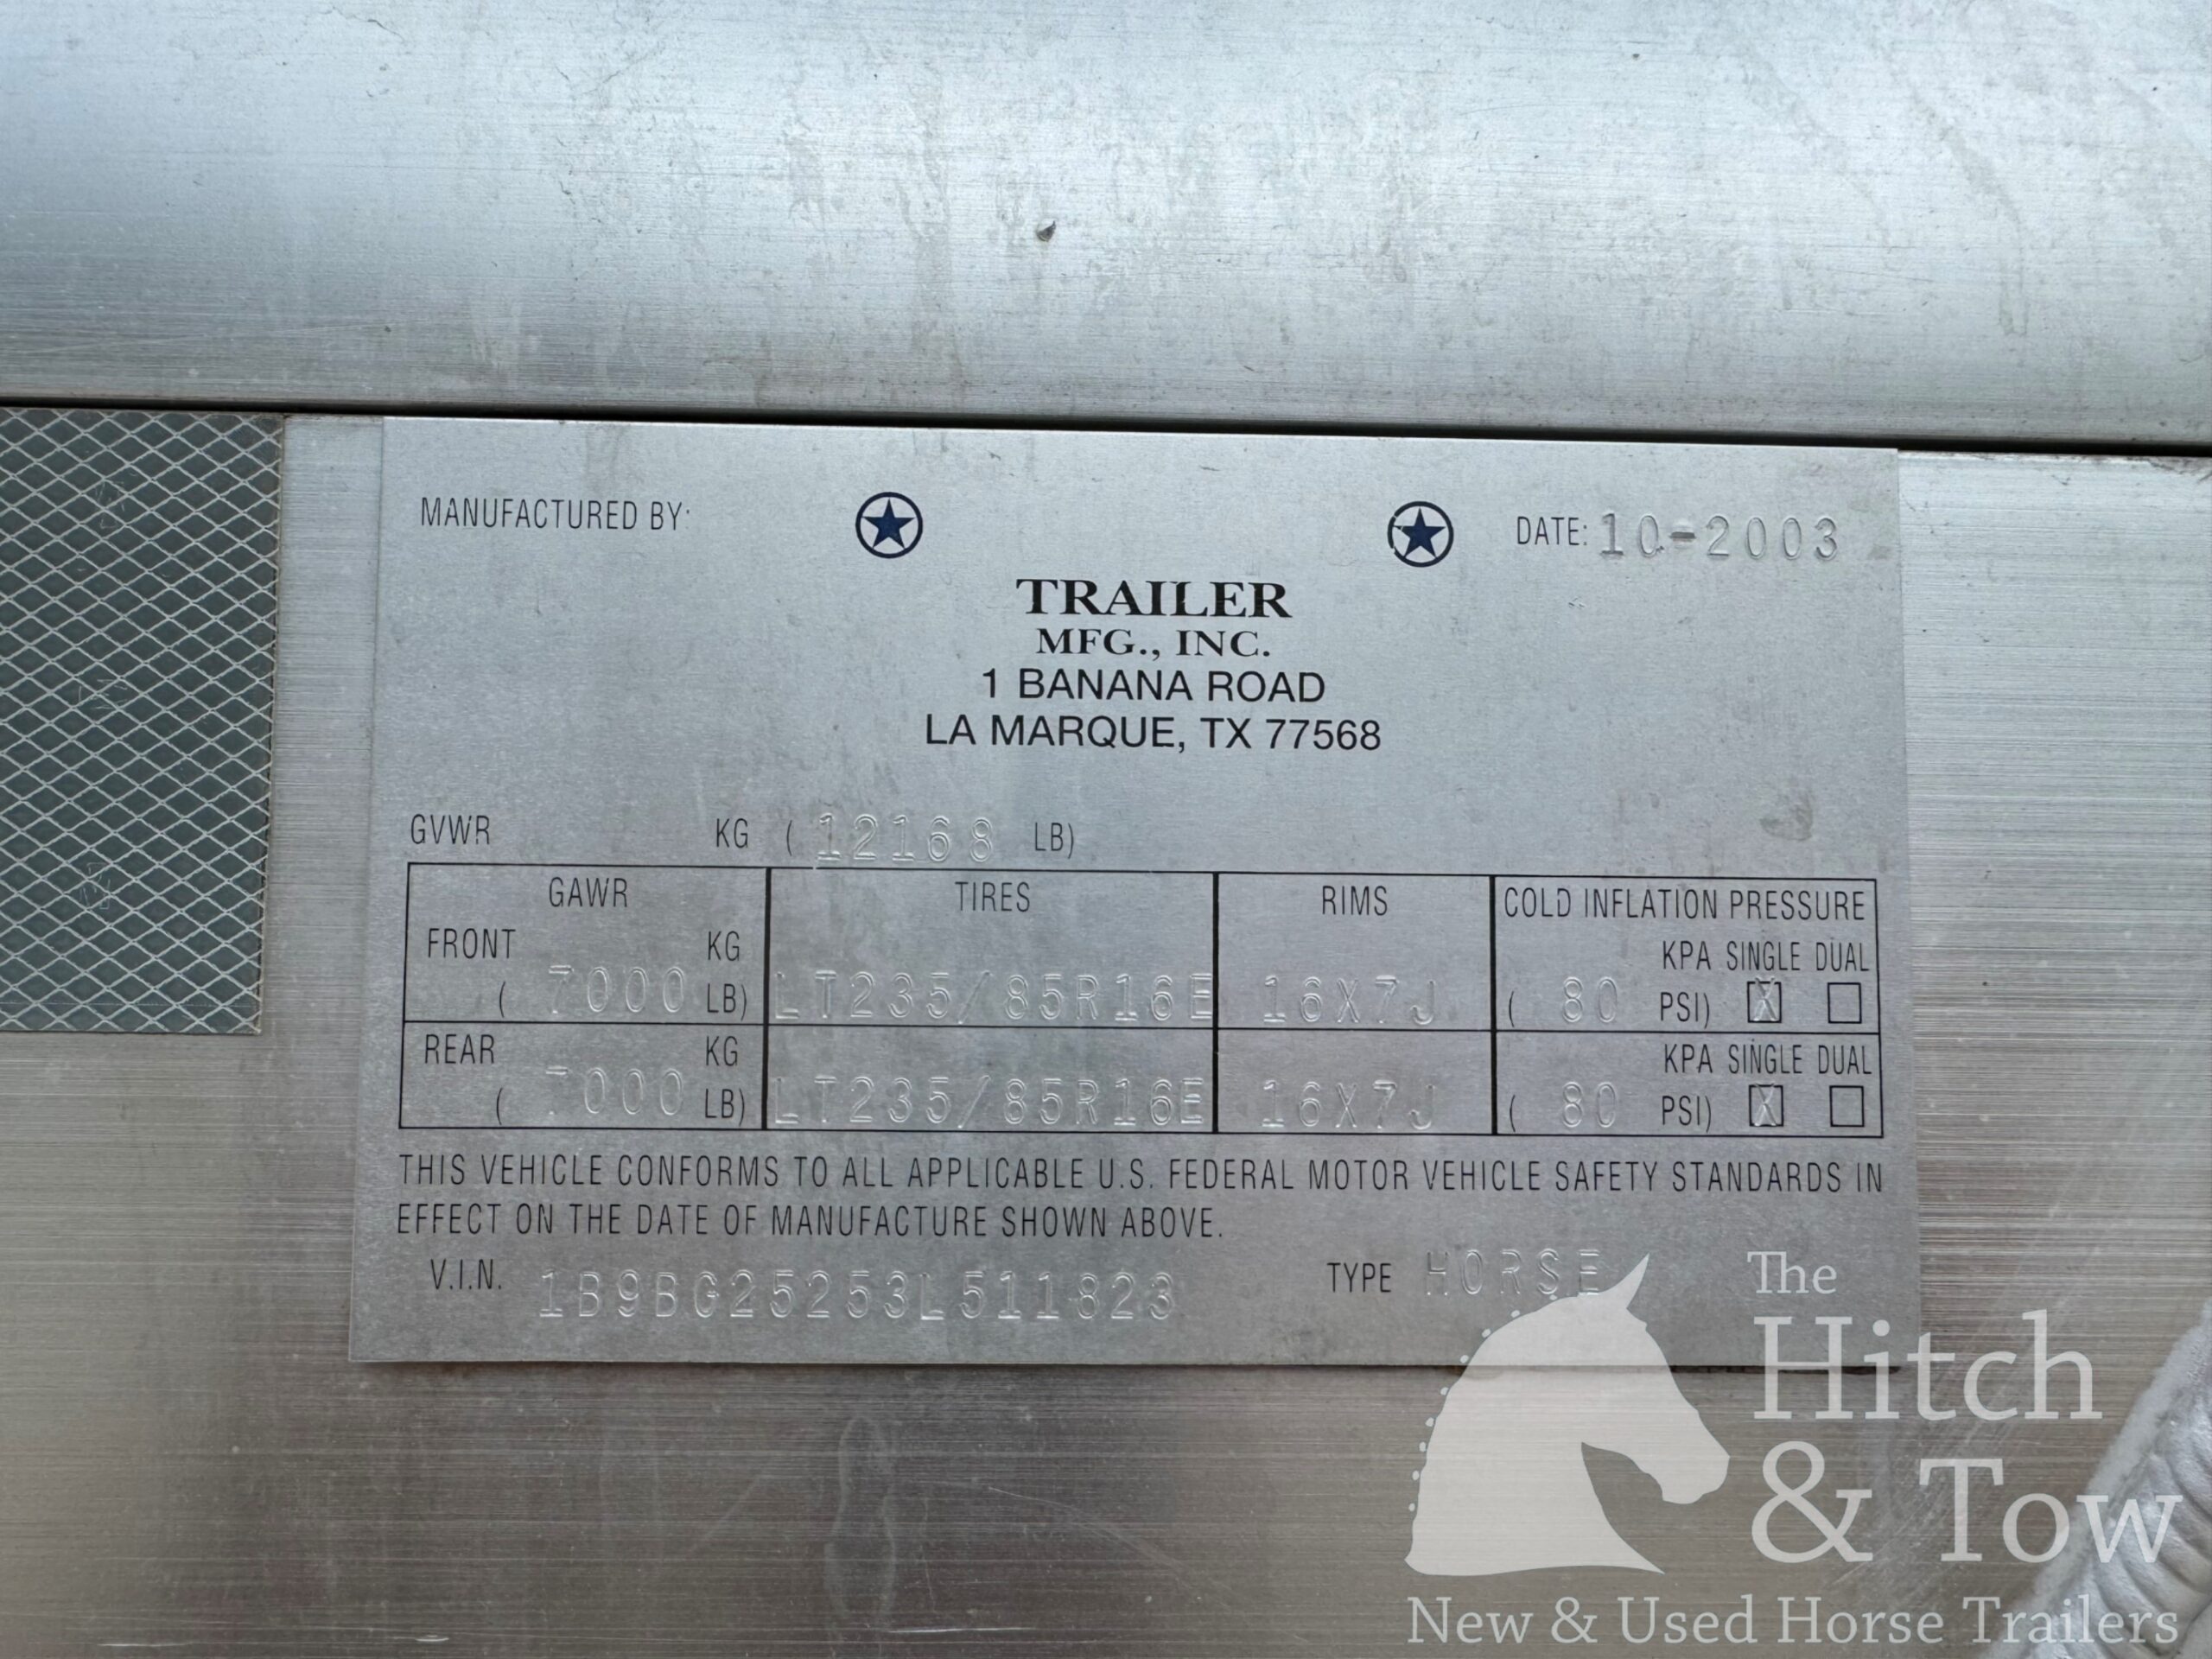 MANUFACTURED BY:
DATE: 10-2003
TRAILER
MFG., INC.
1 BANANA ROAD
LA MARQUE, TX 77568
GVWR KG ( 12168 LB)
GAWR TIRES RIMS COLD INFLATION PRESSURE
FRONT KG KPA SINGLE DUAL
( 7000 LB) LT235/85R16E 16X7J ( 80 PSI) X
REAR KG KPA SINGLE DUAL
( 7000 LB) LT235/85R16E 16X7J ( 80 PSI) X
THIS VEHICLE CONFORMS TO ALL APPLICABLE U.S. FEDERAL MOTOR VEHICLE SAFETY STANDARDS IN
EFFECT ON THE DATE OF MANUFACTURE SHOWN ABOVE.
V.I.N. 1B9BG25253L511823 TYPE HORSE
The
Hitch
& Tow
New & Used Horse Trailers